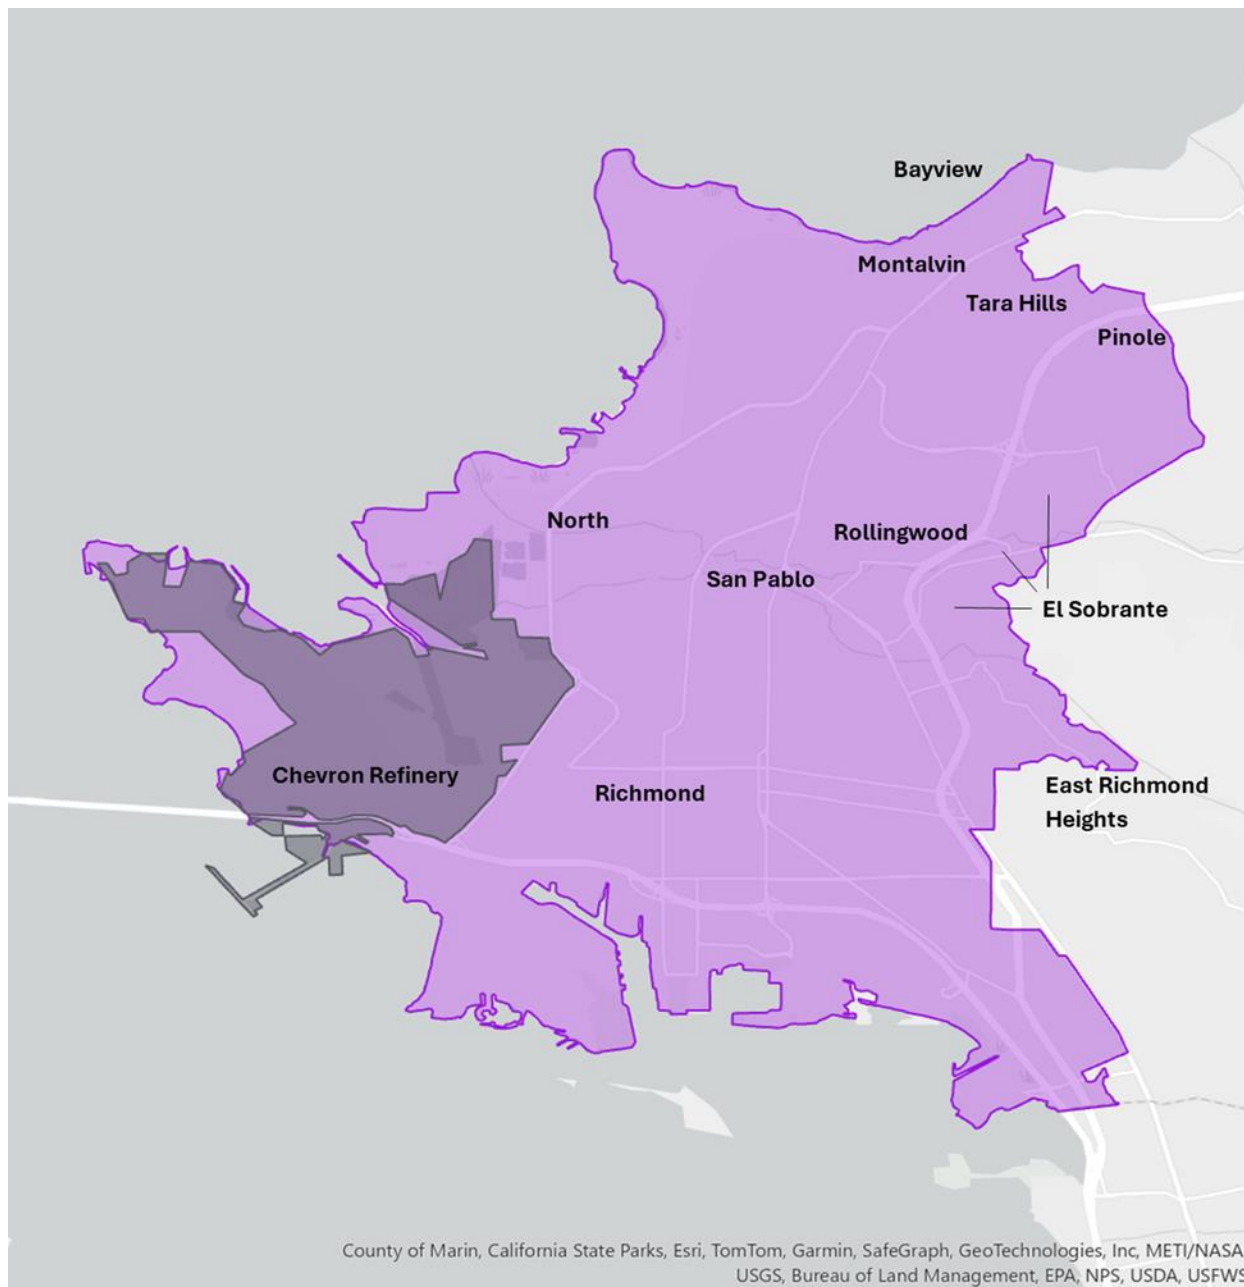 Bayview
Montalvin
Tara Hills
Pinole
North
Rollingwood
San Pablo
El Sobrante
Chevron Refinery
Richmond
East Richmond
Heights
County of Marin, California State Parks, Esri, TomTom, Garmin, SafeGraph, GeoTechnologies, Inc, METI/NASA
USGS, Bureau of Land Management, EPA, NPS, USDA, USFWS